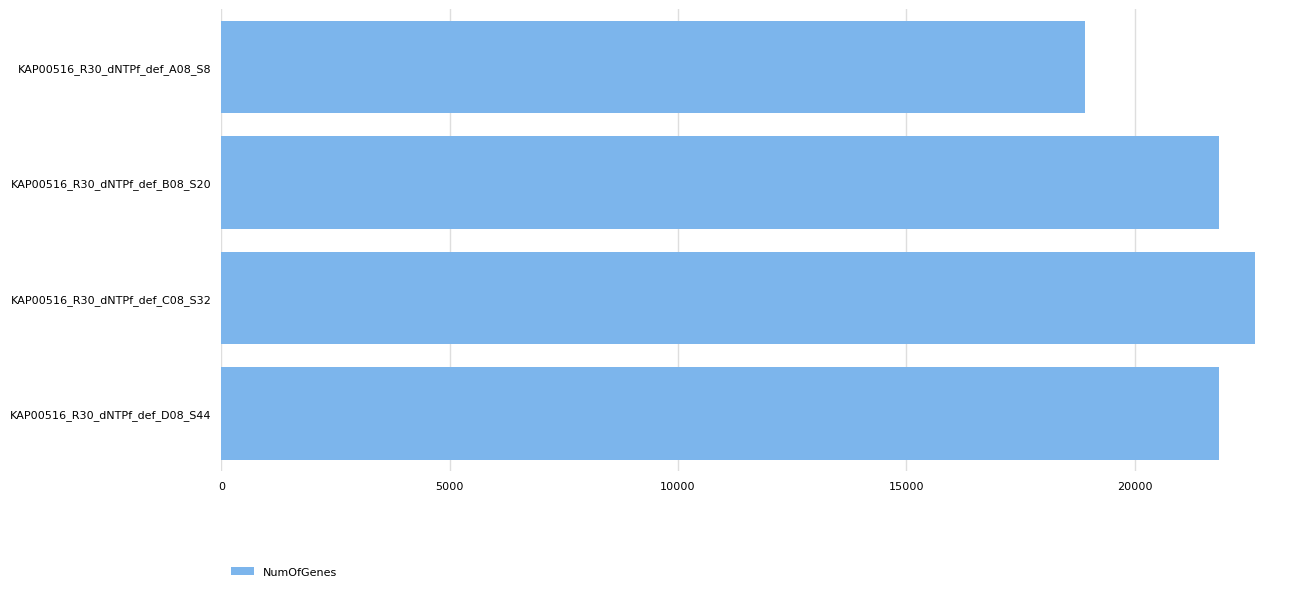 KAP00516_R30_dNTPf_def_A08_S8
KAP00516_R30_dNTPf_def_B08_S20
KAP00516_R30_dNTPf_def_C08_S32
KAP00516_R30_dNTPf_def_D08_S44
0 5000 10000 15000 20000
NumOfGenes